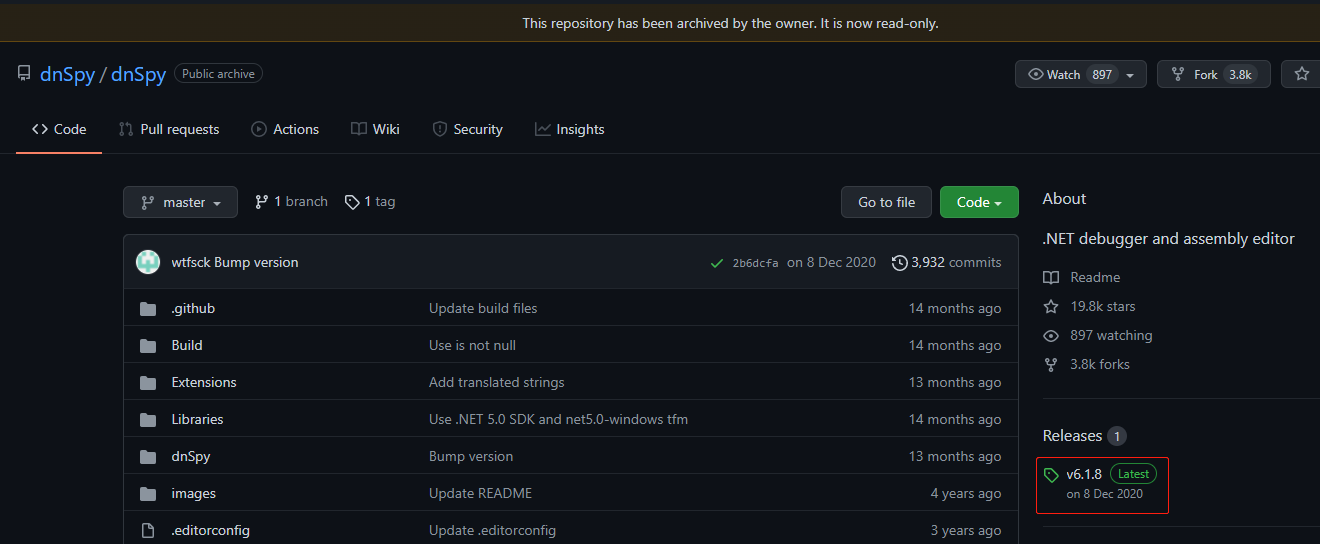 This repository has been archived by the owner. It is now read-only.
dnSpy / dnSpy Public archive
Watch 897
Fork 3.8k
Code
Pull requests
Actions
Wiki
Security
Insights
master
1 branch
1 tag
Go to file
Code
wtfsck Bump version
2b6dcfa on 8 Dec 2020
3,932 commits
.github Update build files 14 months ago
Build Use is not null 14 months ago
Extensions Add translated strings 13 months ago
Libraries Use .NET 5.0 SDK and net5.0-windows tfm 14 months ago
dnSpy Bump version 13 months ago
images Update README 4 years ago
.editorconfig Update .editorconfig 3 years ago
About
.NET debugger and assembly editor
Readme
19.8k stars
897 watching
3.8k forks
Releases 1
v6.1.8 Latest
on 8 Dec 2020